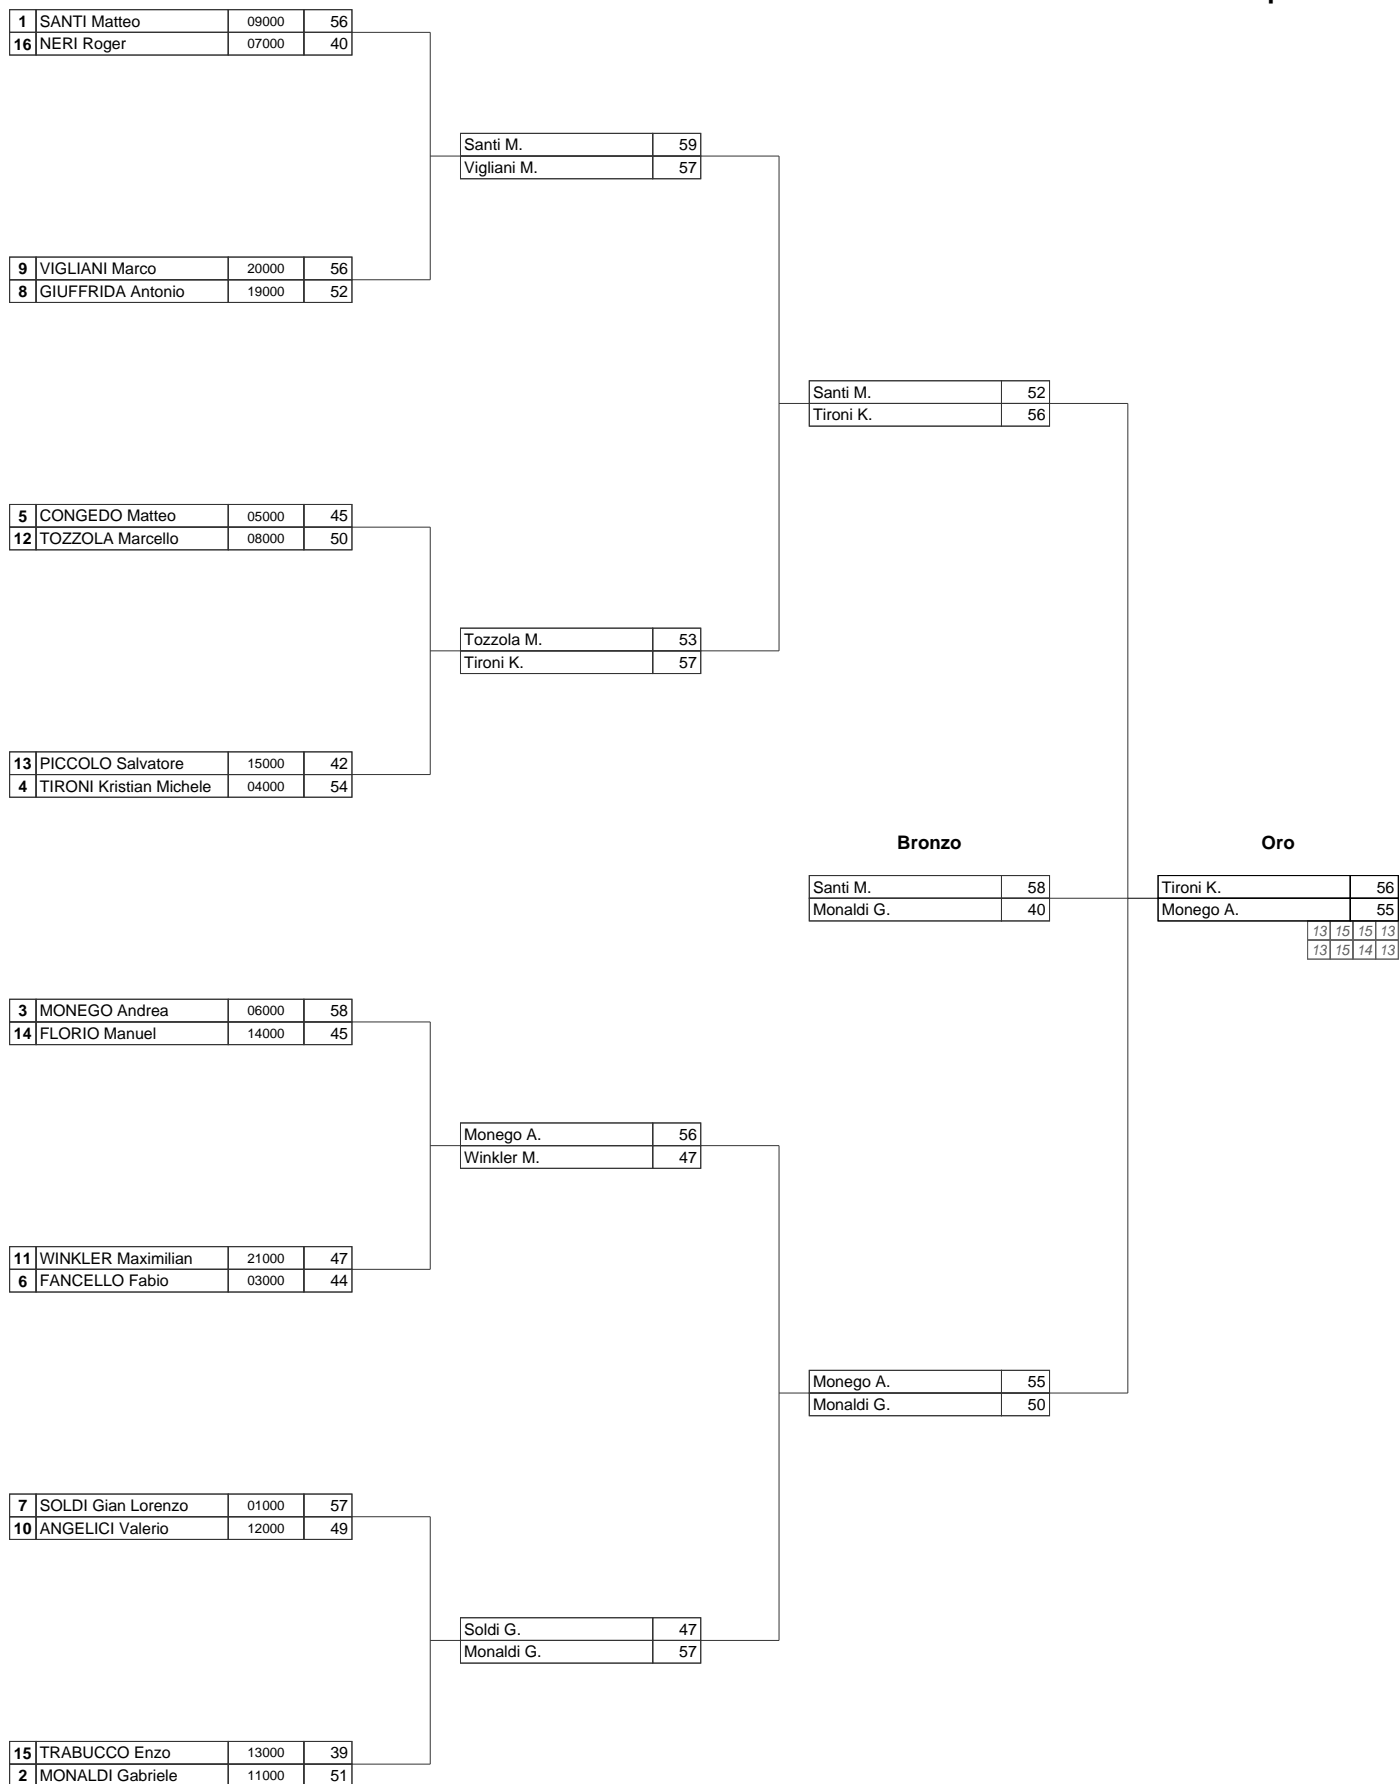 1 SANTI Matteo 09000 56
16 NERI Roger 07000 40
Santi M. 59
Vigliani M. 57
9 VIGLIANI Marco 20000 56
8 GIUFFRIDA Antonio 19000 52
Santi M. 52
Tironi K. 56
5 CONGEDO Matteo 05000 45
12 TOZZOLA Marcello 08000 50
Tozzola M. 53
Tironi K. 57
13 PICCOLO Salvatore 15000 42
4 TIRONI Kristian Michele 04000 54
Bronzo Oro
Santi M. 58 Tironi K. 56
Monaldi G. 40 Monego A. 55
13 15 15 13
13 15 14 13
3 MONEGO Andrea 06000 58
14 FLORIO Manuel 14000 45
Monego A. 56
Winkler M. 47
11 WINKLER Maximilian 21000 47
6 FANCELLO Fabio 03000 44
Monego A. 55
Monaldi G. 50
7 SOLDI Gian Lorenzo 01000 57
10 ANGELICI Valerio 12000 49
Soldi G. 47
Monaldi G. 57
15 TRABUCCO Enzo 13000 39
2 MONALDI Gabriele 11000 51